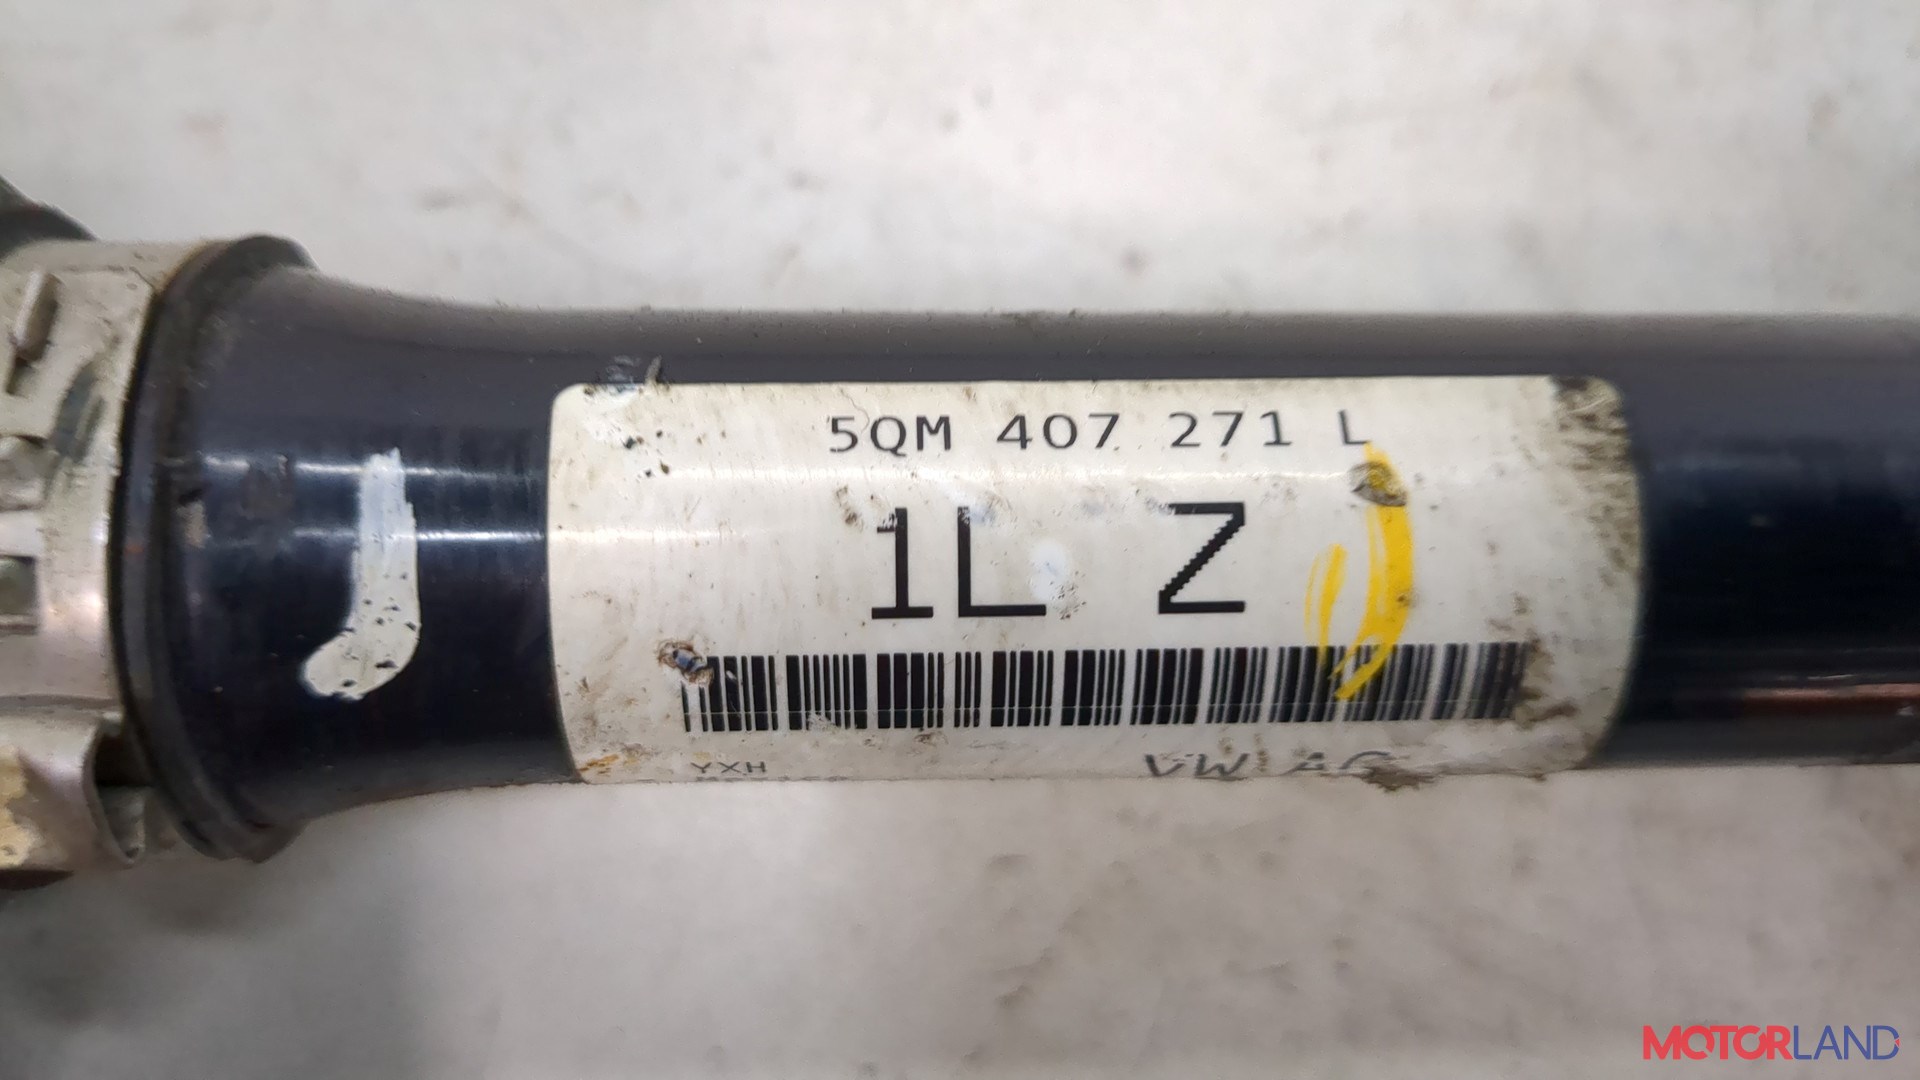 5QM 407 271 L
1L Z
YXH
VW AG
MOTORLAND